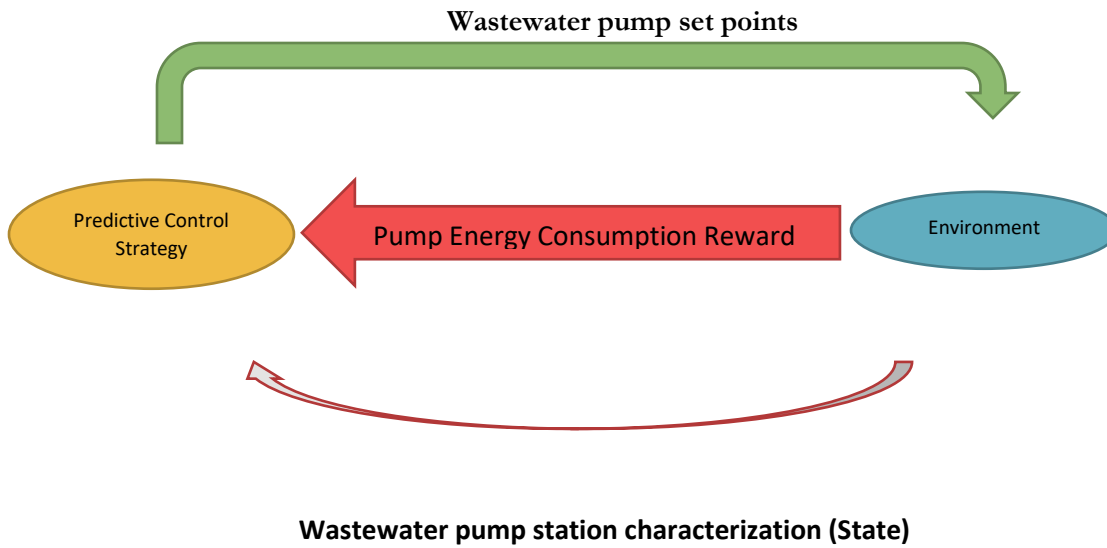 Wastewater pump set points
Predictive Control
Strategy
Pump Energy Consumption Reward
Environment
Wastewater pump station characterization (State)